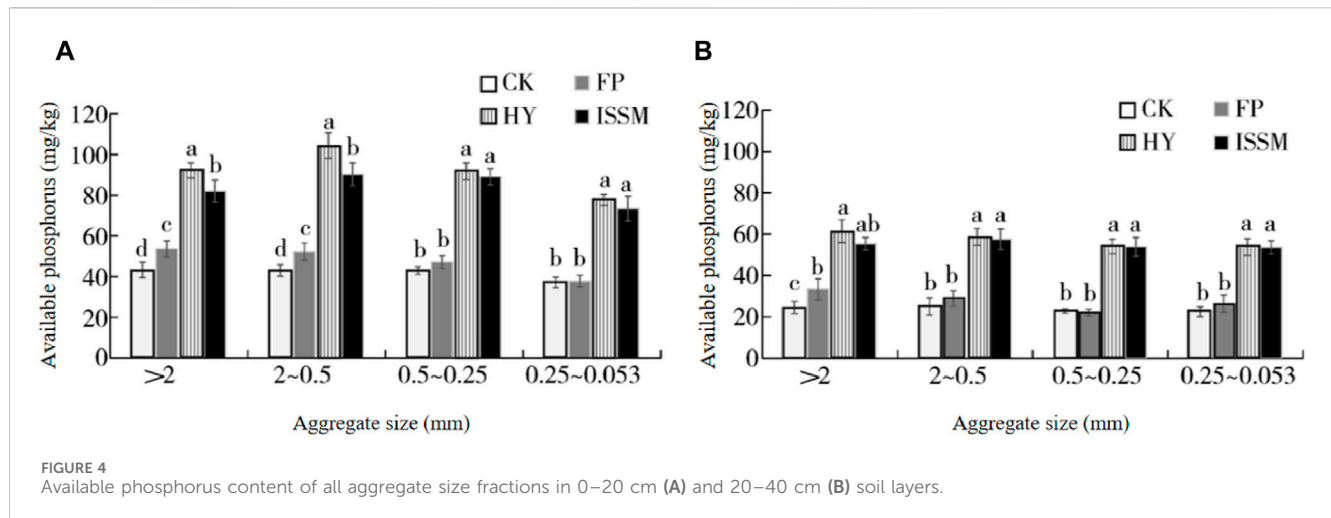 A
CK FP
HY ISSM
Available phosphorus (mg/kg)
120
100
80
60
40
20
0
d c a b
d c a b
b b a a
b b a a
>2 2~0.5 0.5~0.25 0.25~0.053
Aggregate size (mm)
B
CK FP
HY ISSM
Available phosphorus (mg/kg)
120
100
80
60
40
20
0
c b a ab
b b a a
b b a a
b b a a
>2 2~0.5 0.5~0.25 0.25~0.053
Aggregate size (mm)
FIGURE 4
Available phosphorus content of all aggregate size fractions in 0–20 cm (A) and 20–40 cm (B) soil layers.